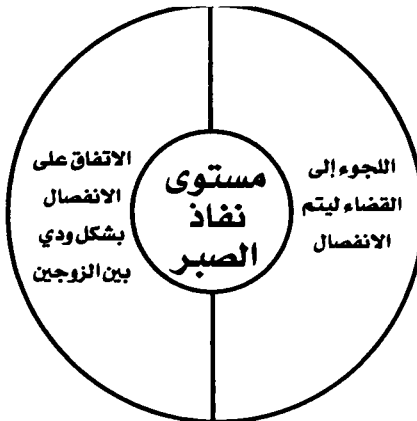 اللجوء إلى
القضاء ليتم
الانفصال
مستوى
نفاذ
الصبر
الاتفاق على
الانفصال
بشكل ودي
بين الزوجين